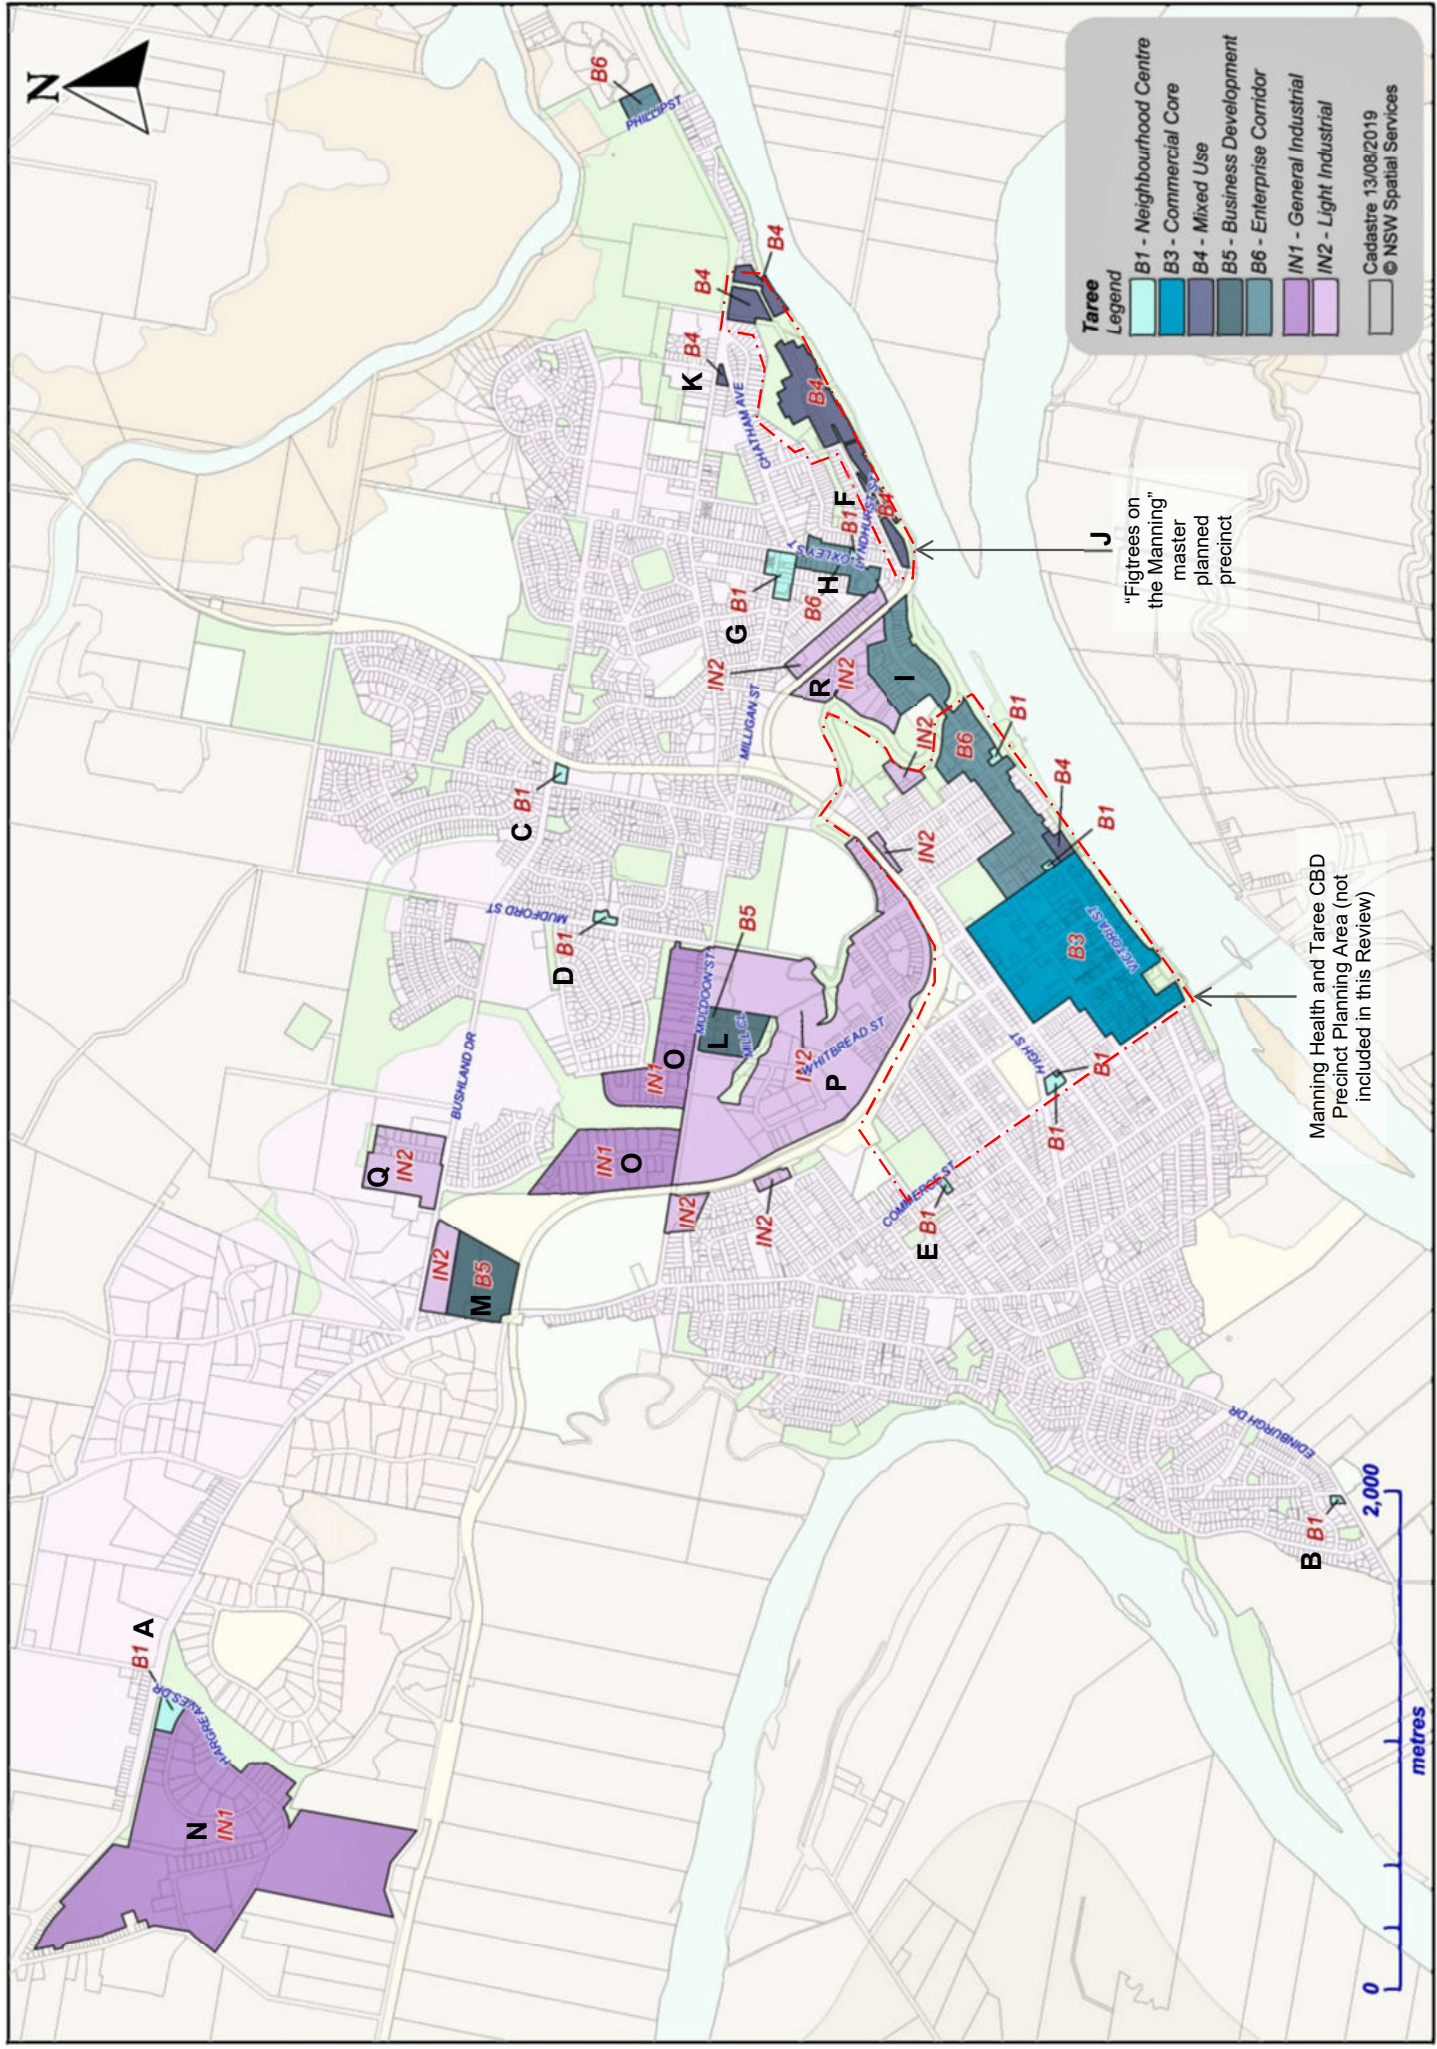 N
B6
PHILLIP ST
B4
B4
B4
K
CHATHAM AVE
B4
F
B1
LYNDHURST ST
B4
OXLEY ST
H
B6
B1
G
IN2
R
IN2
I
J
"Figtrees on
the Manning"
master
planned
precinct
MILLIGAN ST
C
B1
MUDFORD ST
D
B1
B5
IN2
B6
B1
B4
B1
IN2
B3
VICTORIA ST
MULDOON ST
L
MILL CL
O
IN1
IN2
WHITBREAD ST
P
HIGH ST
B1
B1
Manning Health and Taree CBD
Precinct Planning Area (not
included in this Review)
BUSHLAND DR
Q
IN2
IN1
O
IN2
IN2
COMMERCE ST
B1
E
IN2
B5
M
EDINBURGH DR
B1
B
A
B1
HARGREAVES DR
N
IN1
0
2,000
metres
Taree
Legend
B1 - Neighbourhood Centre
B3 - Commercial Core
B4 - Mixed Use
B5 - Business Development
B6 - Enterprise Corridor
IN1 - General Industrial
IN2 - Light Industrial
Cadastre 13/08/2019
© NSW Spatial Services